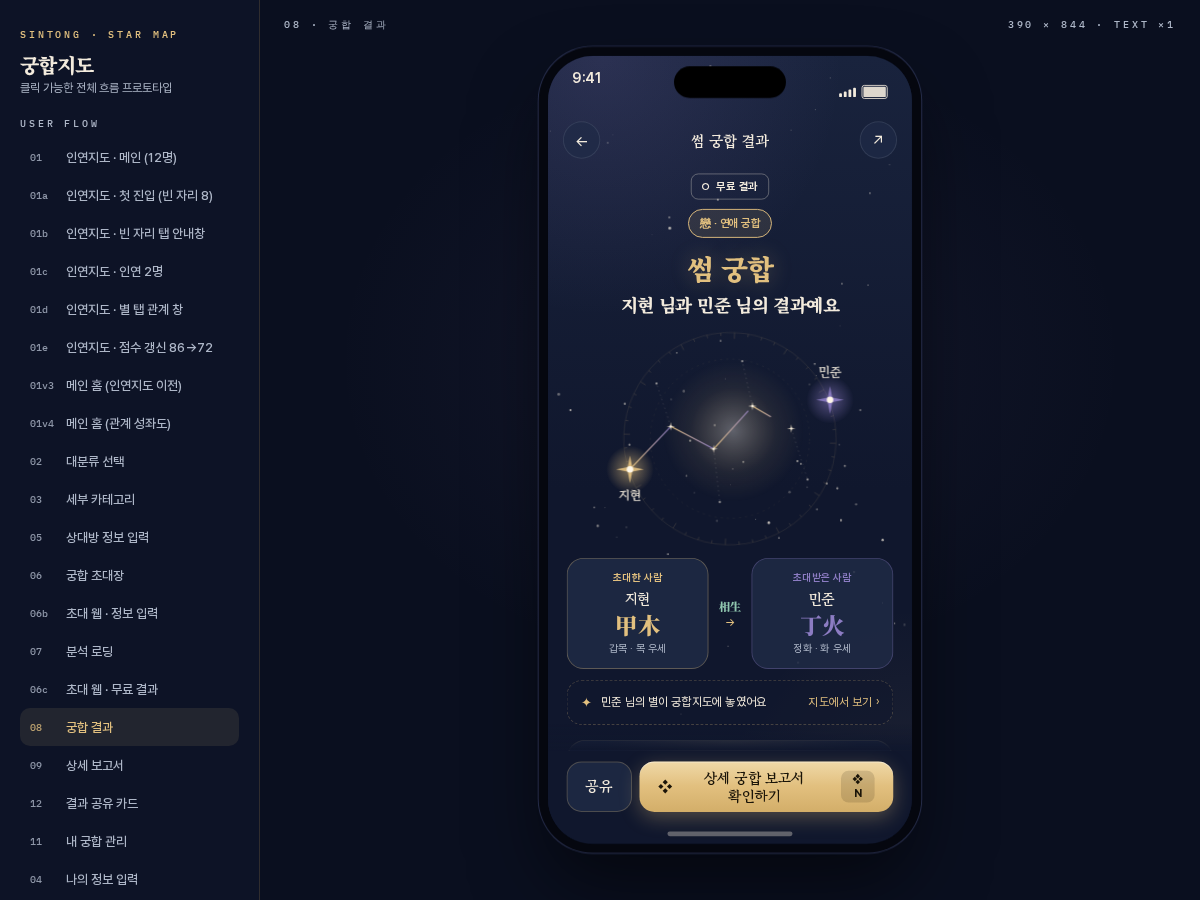 SINTONG · STAR MAP
궁합지도
클릭 가능한 전체 흐름 프로토타입
USER FLOW
01 인연지도 · 메인 (12명)
01a 인연지도 · 첫 진입 (빈 자리 8)
01b 인연지도 · 빈 자리 탭 안내창
01c 인연지도 · 인연 2명
01d 인연지도 · 별 탭 관계 창
01e 인연지도 · 점수 갱신 86→72
01v3 메인 홈 (인연지도 이전)
01v4 메인 홈 (관계 성좌도)
02 대분류 선택
03 세부 카테고리
05 상대방 정보 입력
06 궁합 초대장
06b 초대 웹 · 정보 입력
07 분석 로딩
06c 초대 웹 · 무료 결과
08 궁합 결과
09 상세 보고서
12 결과 공유 카드
11 내 궁합 관리
04 나의 정보 입력
08 · 궁합 결과
390 × 844 · TEXT ×1
9:41
← 썸 궁합 결과 ↗
무료 결과
戀 · 연애 궁합
썸 궁합
지현 님과 민준 님의 결과예요
민준
지현
초대한 사람
지현
甲木
갑목 · 목 우세
相生
→
초대받은 사람
민준
丁火
정화 · 화 우세
✦ 민준 님의 별이 궁합지도에 놓였어요 지도에서 보기 ›
공유
❖ 상세 궁합 보고서
확인하기
❖
N